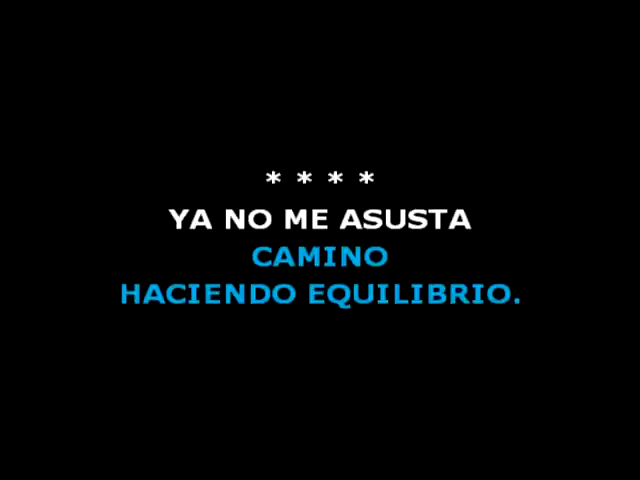 * * * *
YA NO ME ASUSTA
CAMINO
HACIENDO EQUILIBRIO.